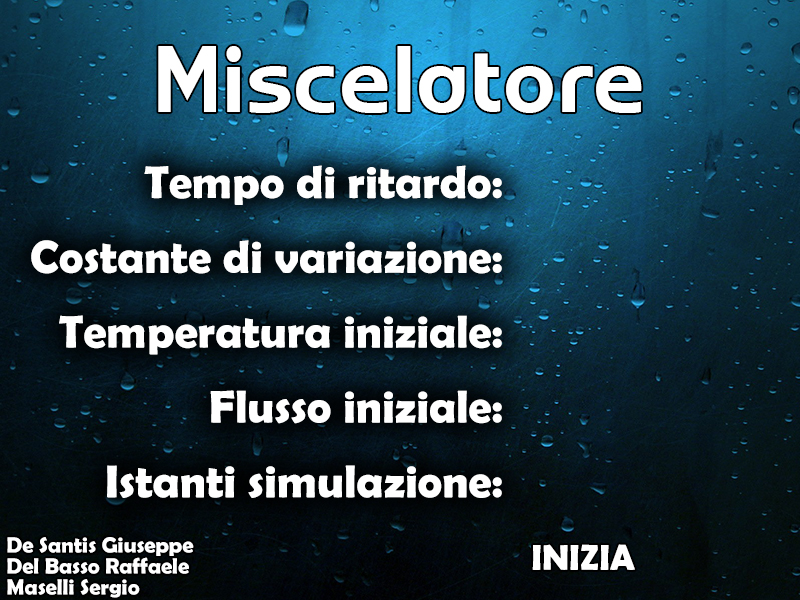 Miscelatore
Tempo di ritardo:
Costante di variazione:
Temperatura iniziale:
Flusso iniziale:
Istanti simulazione:
De Santis Giuseppe
Del Basso Raffaele
Maselli Sergio
INIZIA